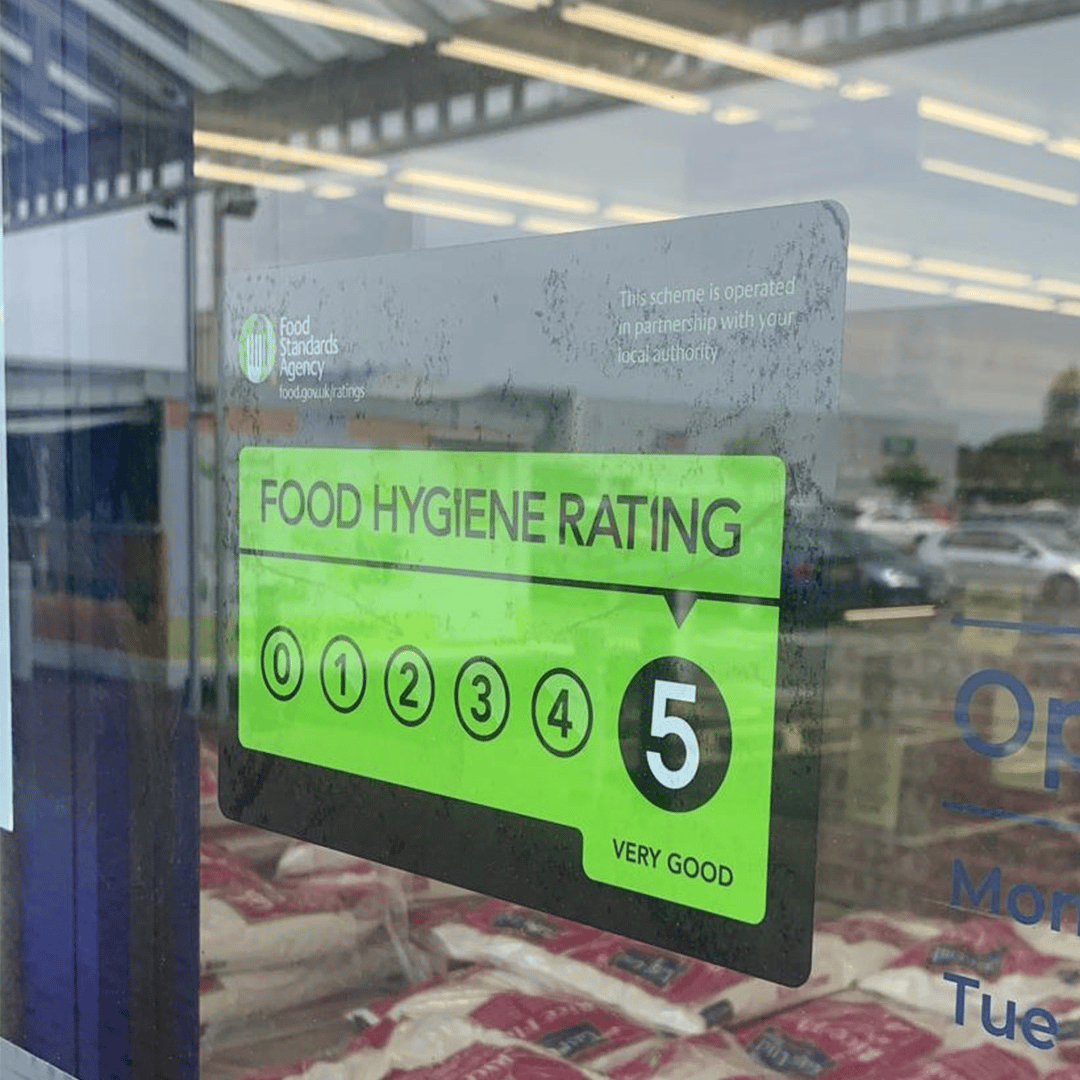 Food
Standards
Agency
food.gov.uk/ratings
This scheme is operated
in partnership with your
local authority
FOOD HYGIENE RATING
0 1 2 3 4 5
VERY GOOD
Op
Mon
Tue